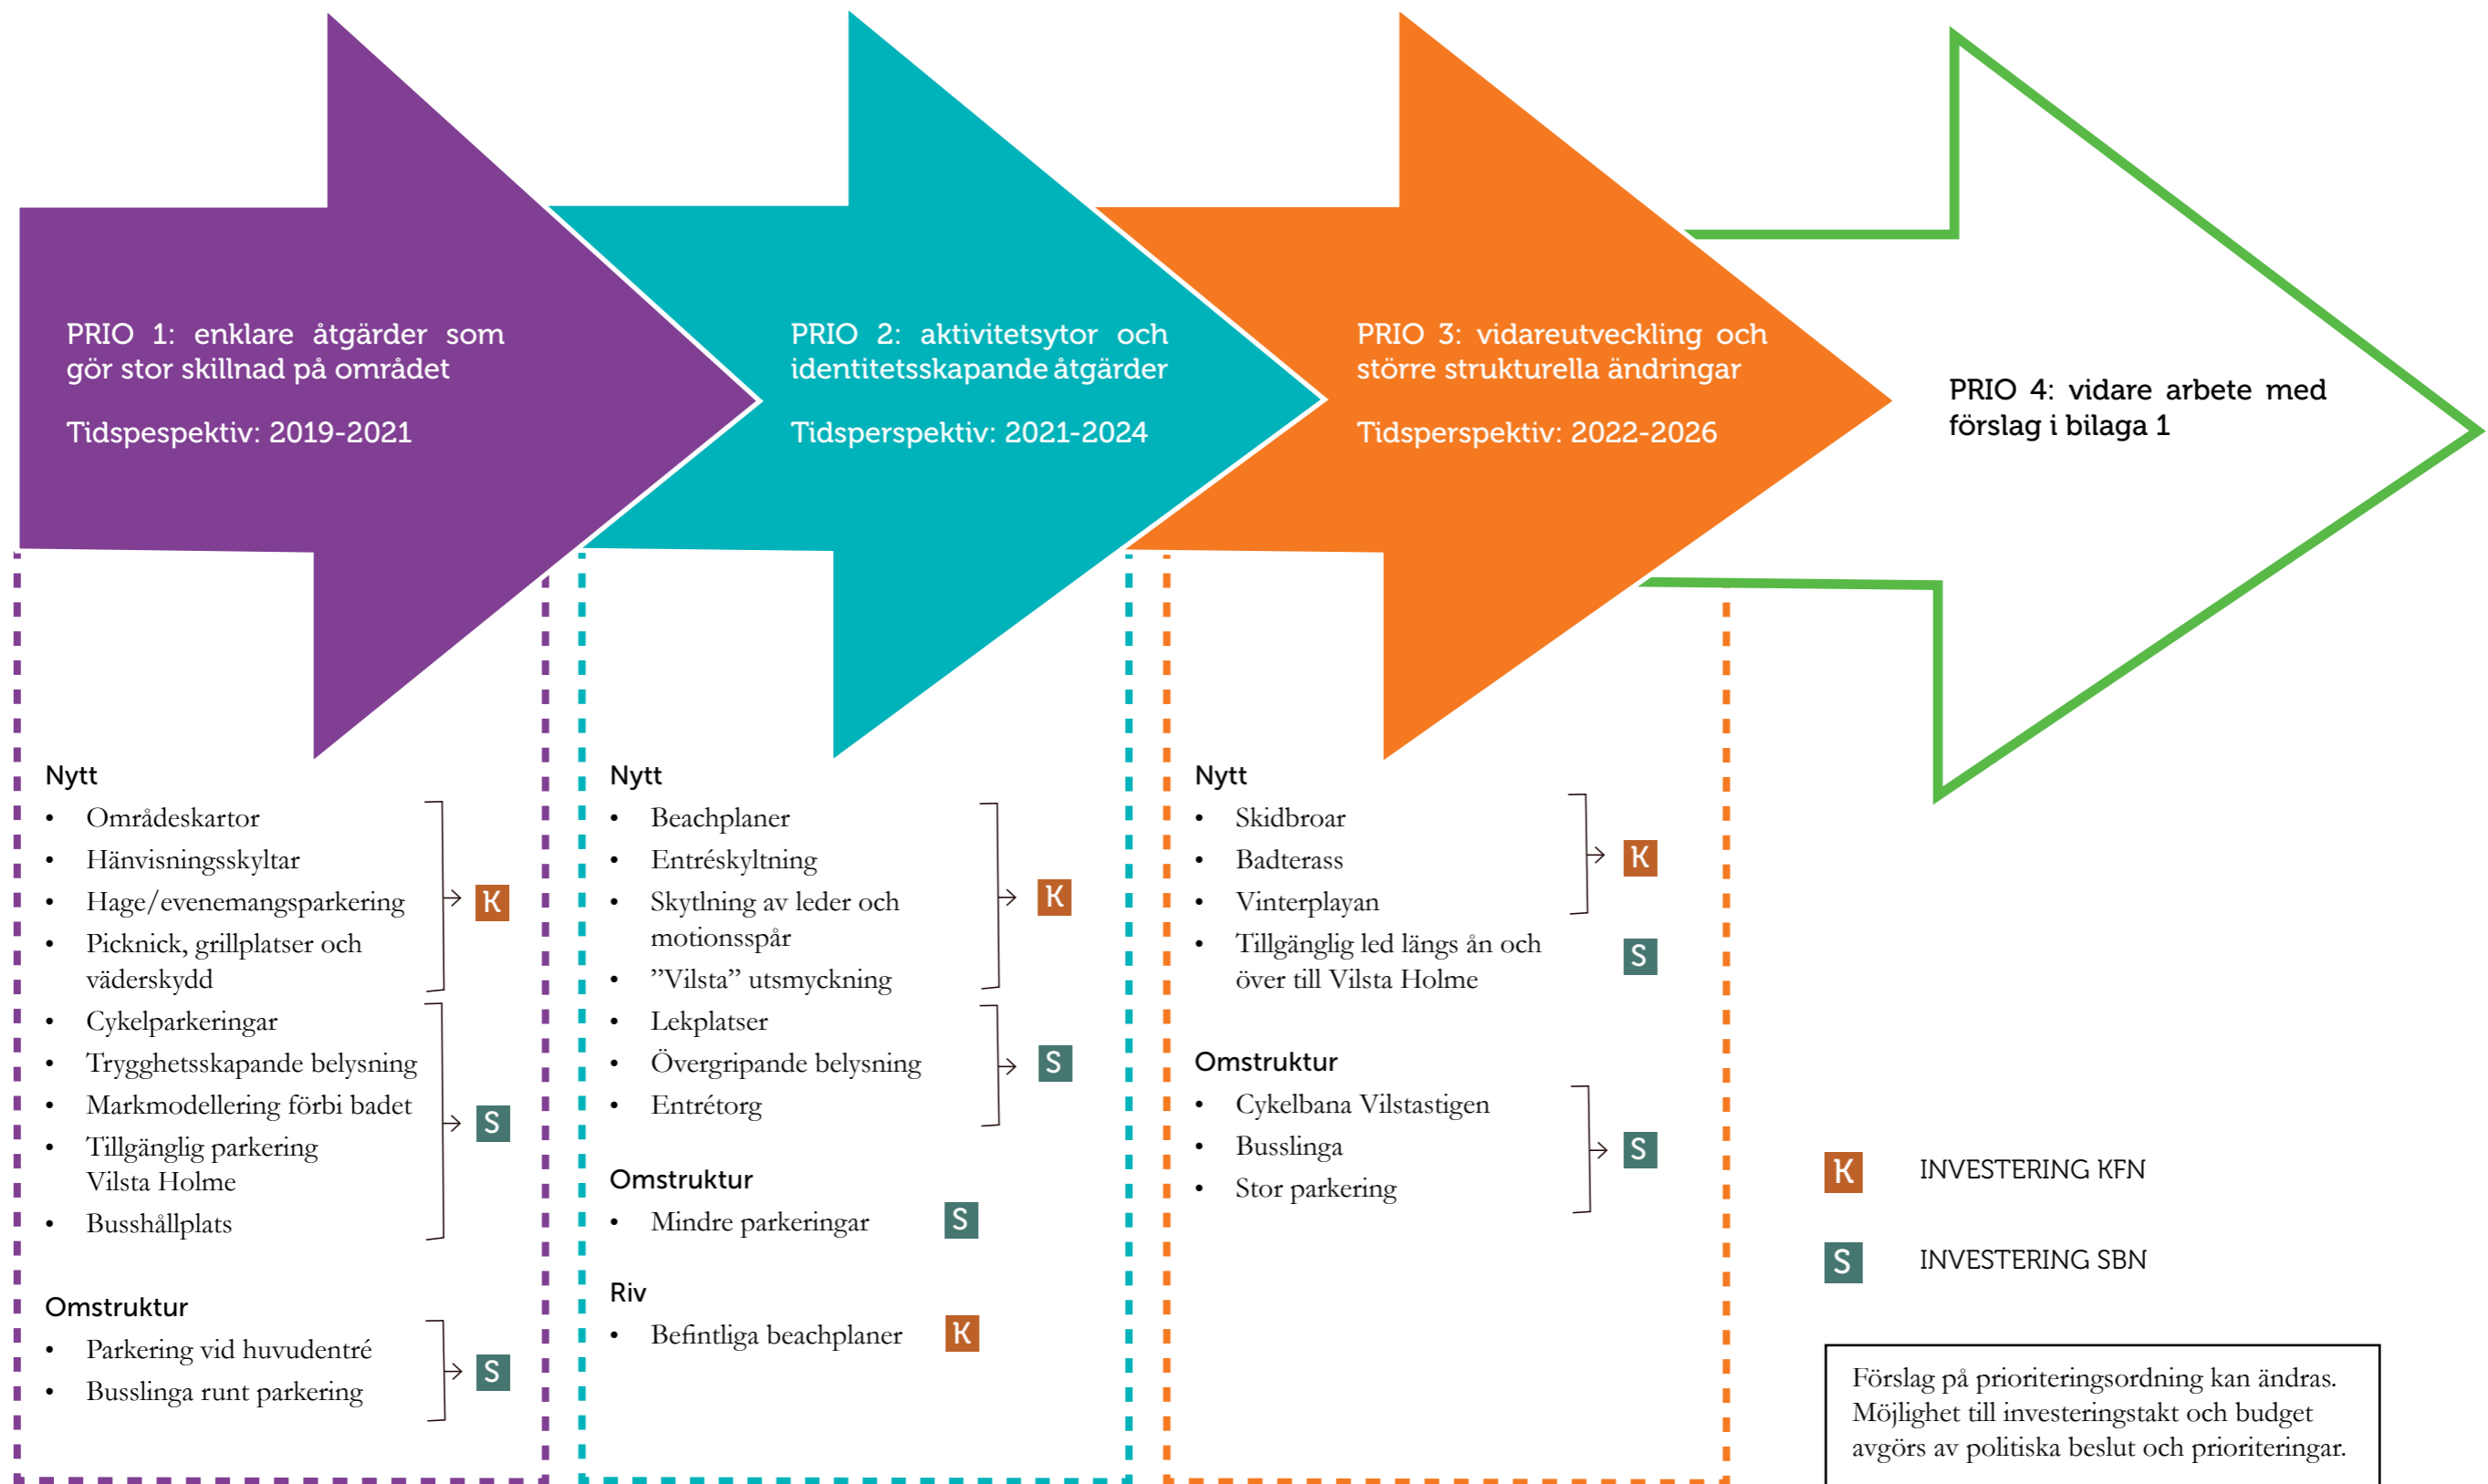 PRIO 1: enklare åtgärder som
gör stor skillnad på området
Tidspespektiv: 2019-2021
PRIO 2: aktivitetsytor och
identitetsskapande åtgärder
Tidsperspektiv: 2021-2024
PRIO 3: vidareutveckling och
större strukturella ändringar
Tidsperspektiv: 2022-2026
PRIO 4: vidare arbete med
förslag i bilaga 1
Nytt
• Områdeskartor
• Hänvisningsskyltar
• Hage/evenemangsparkering
• Picknick, grillplatser och
väderskydd
K
• Cykelparkeringar
• Trygghetsskapande belysning
• Markmodellering förbi badet
• Tillgänglig parkering
Vilsta Holme
• Busshållplats
S
Omstruktur
• Parkering vid huvudentré
• Busslinga runt parkering
S
Nytt
• Beachplaner
• Entréskyltning
• Skytlning av leder och
motionsspår
• ”Vilsta” utsmyckning
K
• Lekplatser
• Övergripande belysning
• Entrétorg
S
Omstruktur
• Mindre parkeringar S
Riv
• Befintliga beachplaner K
Nytt
• Skidbroar
• Badterass
• Vinterplayan
K
• Tillgänglig led längs ån och
över till Vilsta Holme
S
Omstruktur
• Cykelbana Vilstastigen
• Busslinga
• Stor parkering
S
K INVESTERING KFN
S INVESTERING SBN
Förslag på prioriteringsordning kan ändras.
Möjlighet till investeringstakt och budget
avgörs av politiska beslut och prioriteringar.